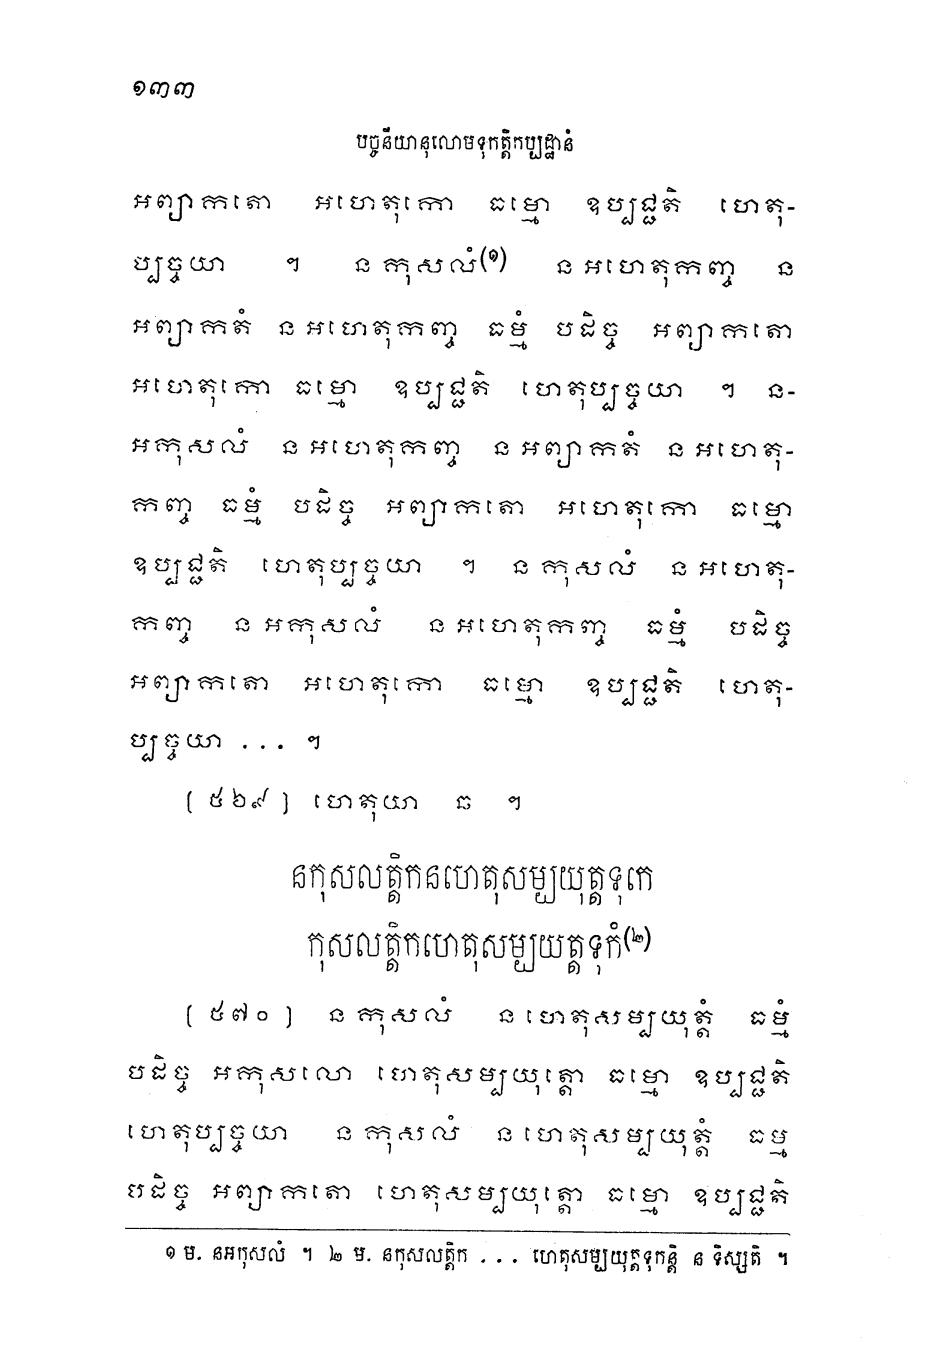 ១៣៣
បច្ចនីយានុលោមទុកត្តិកប្បដ្ឋានំ
អព្យាកតោ អហេតុកោ ធម្មោ ឧប្បជ្ជតិ ហេតុ-
ប្បច្ចយា ។ ន កុសលំ(១) ន អហេតុកញ្ច ន
អព្យាកតំ ន អហេតុកញ្ច ធម្មំ បដិច្ច អព្យាកតោ
អហេតុកោ ធម្មោ ឧប្បជ្ជតិ ហេតុប្បច្ចយា ។ ន-
អកុសលំ ន អហេតុកញ្ច ន អព្យាកតំ ន អហេតុ-
កញ្ច ធម្មំ បដិច្ច អព្យាកតោ អហេតុកោ ធម្មោ
ឧប្បជ្ជតិ ហេតុប្បច្ចយា ។ ន កុសលំ ន អហេតុ-
កញ្ច ន អកុសលំ ន អហេតុកញ្ច ធម្មំ បដិច្ច
អព្យាកតោ អហេតុកោ ធម្មោ ឧប្បជ្ជតិ ហេតុ-
ប្បច្ចយា ... ។
[ ៥៦៩ ] ហេតុយា ឆ ។
នកុសលត្តិកនហេតុសម្បយុត្តទុកេ
កុសលត្តិកហេតុសម្បយត្តទុកំ(២)
[ ៥៧០ ] ន កុសលំ ន ហេតុសម្បយុត្តំ ធម្មំ
បដិច្ច អកុសលោ ហេតុសម្បយុត្តោ ធម្មោ ឧប្បជ្ជតិ
ហេតុប្បច្ចយា ន កុសលំ ន ហេតុសម្បយុត្តំ ធម្ម
បដិច្ច អព្យាកតោ ហេតុសម្បយុត្តោ ធម្មោ ឧប្បជ្ជតិ
១ ម. នអកុសលំ ។ ២ ម. នកុសលត្តិក ... ហេតុសម្បយុត្តទុកន្តិ ន ទិស្សតិ ។